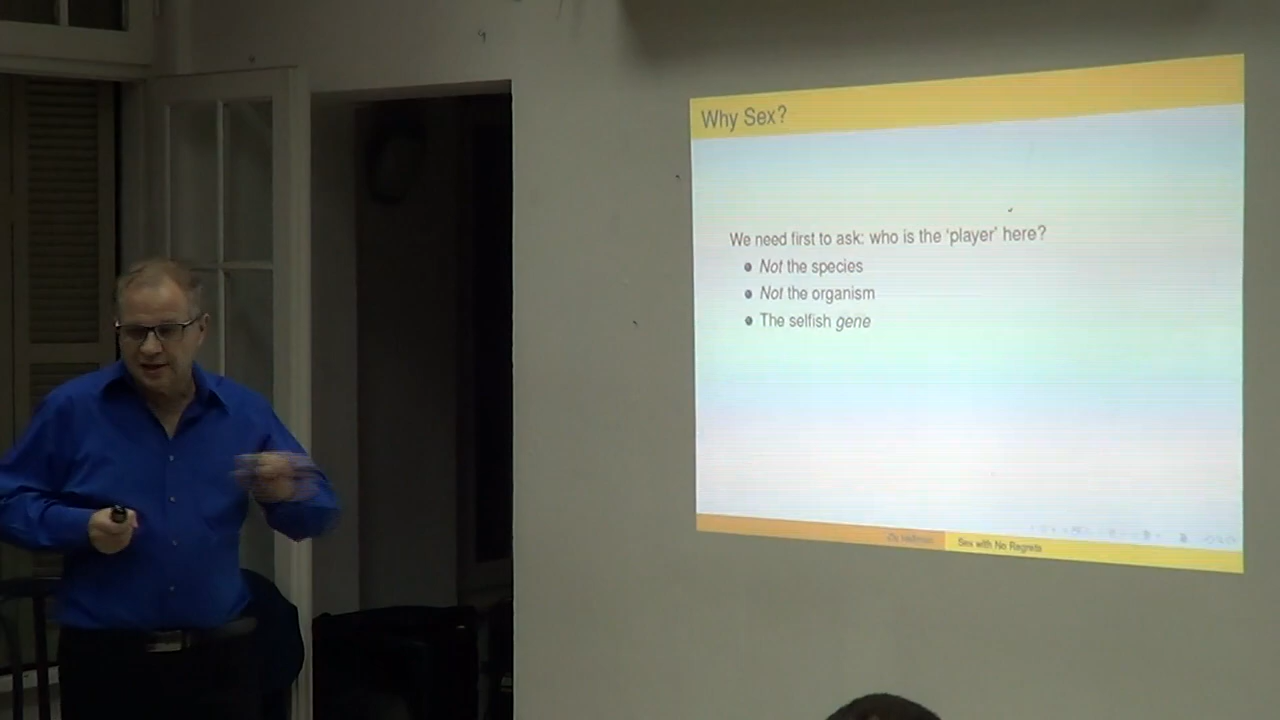 Why Sex?
We need first to ask: who is the 'player' here?
Not the species
Not the organism
The selfish gene
Sex with No Regrets